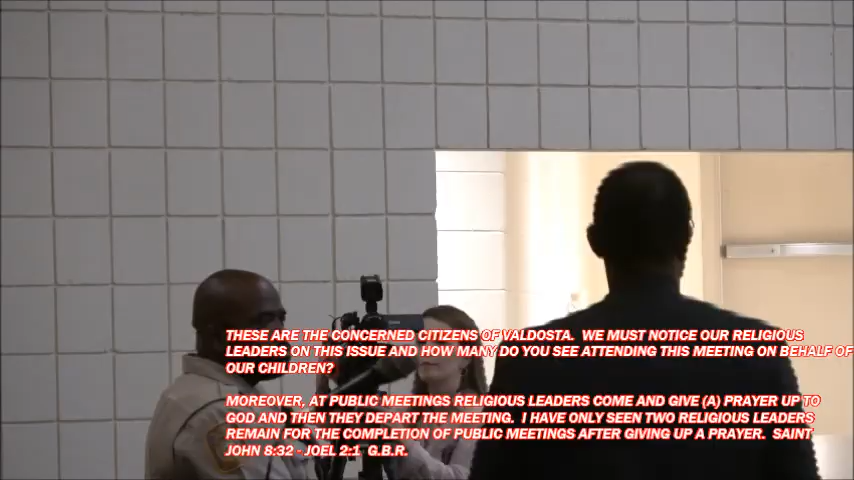 THESE ARE THE CONCERNED CITIZENS OF VALDOSTA. WE MUST NOTICE OUR RELIGIOUS
LEADERS ON THIS ISSUE AND HOW MANY DO YOU SEE ATTENDING THIS MEETING ON BEHALF OF
OUR CHILDREN?
MOREOVER, AT PUBLIC MEETINGS RELIGIOUS LEADERS COME AND GIVE (A) PRAYER UP TO
GOD AND THEN THEY DEPART THE MEETING. I HAVE ONLY SEEN TWO RELIGIOUS LEADERS
REMAIN FOR THE COMPLETION OF PUBLIC MEETINGS AFTER GIVING UP A PRAYER. SAINT
JOHN 8:32 - JOEL 2:1 G.B.R.